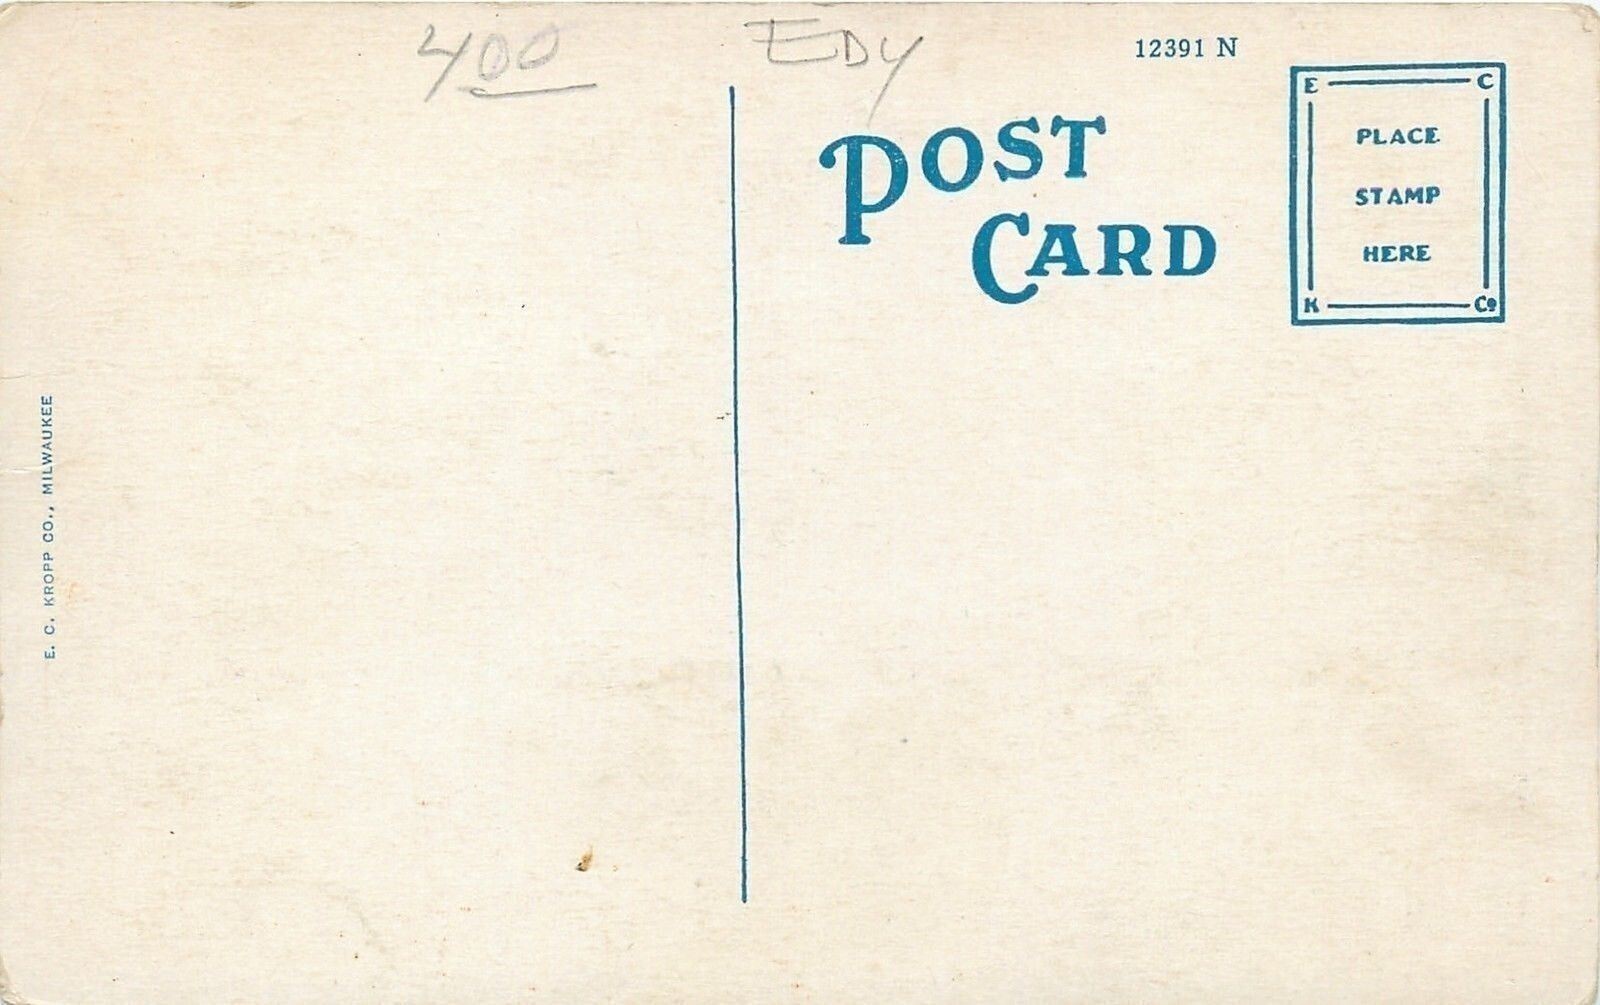 400 EDY
12391 N
POST
CARD
E C
PLACE
STAMP
HERE
K Co
E. C. KROPP CO., MILWAUKEE